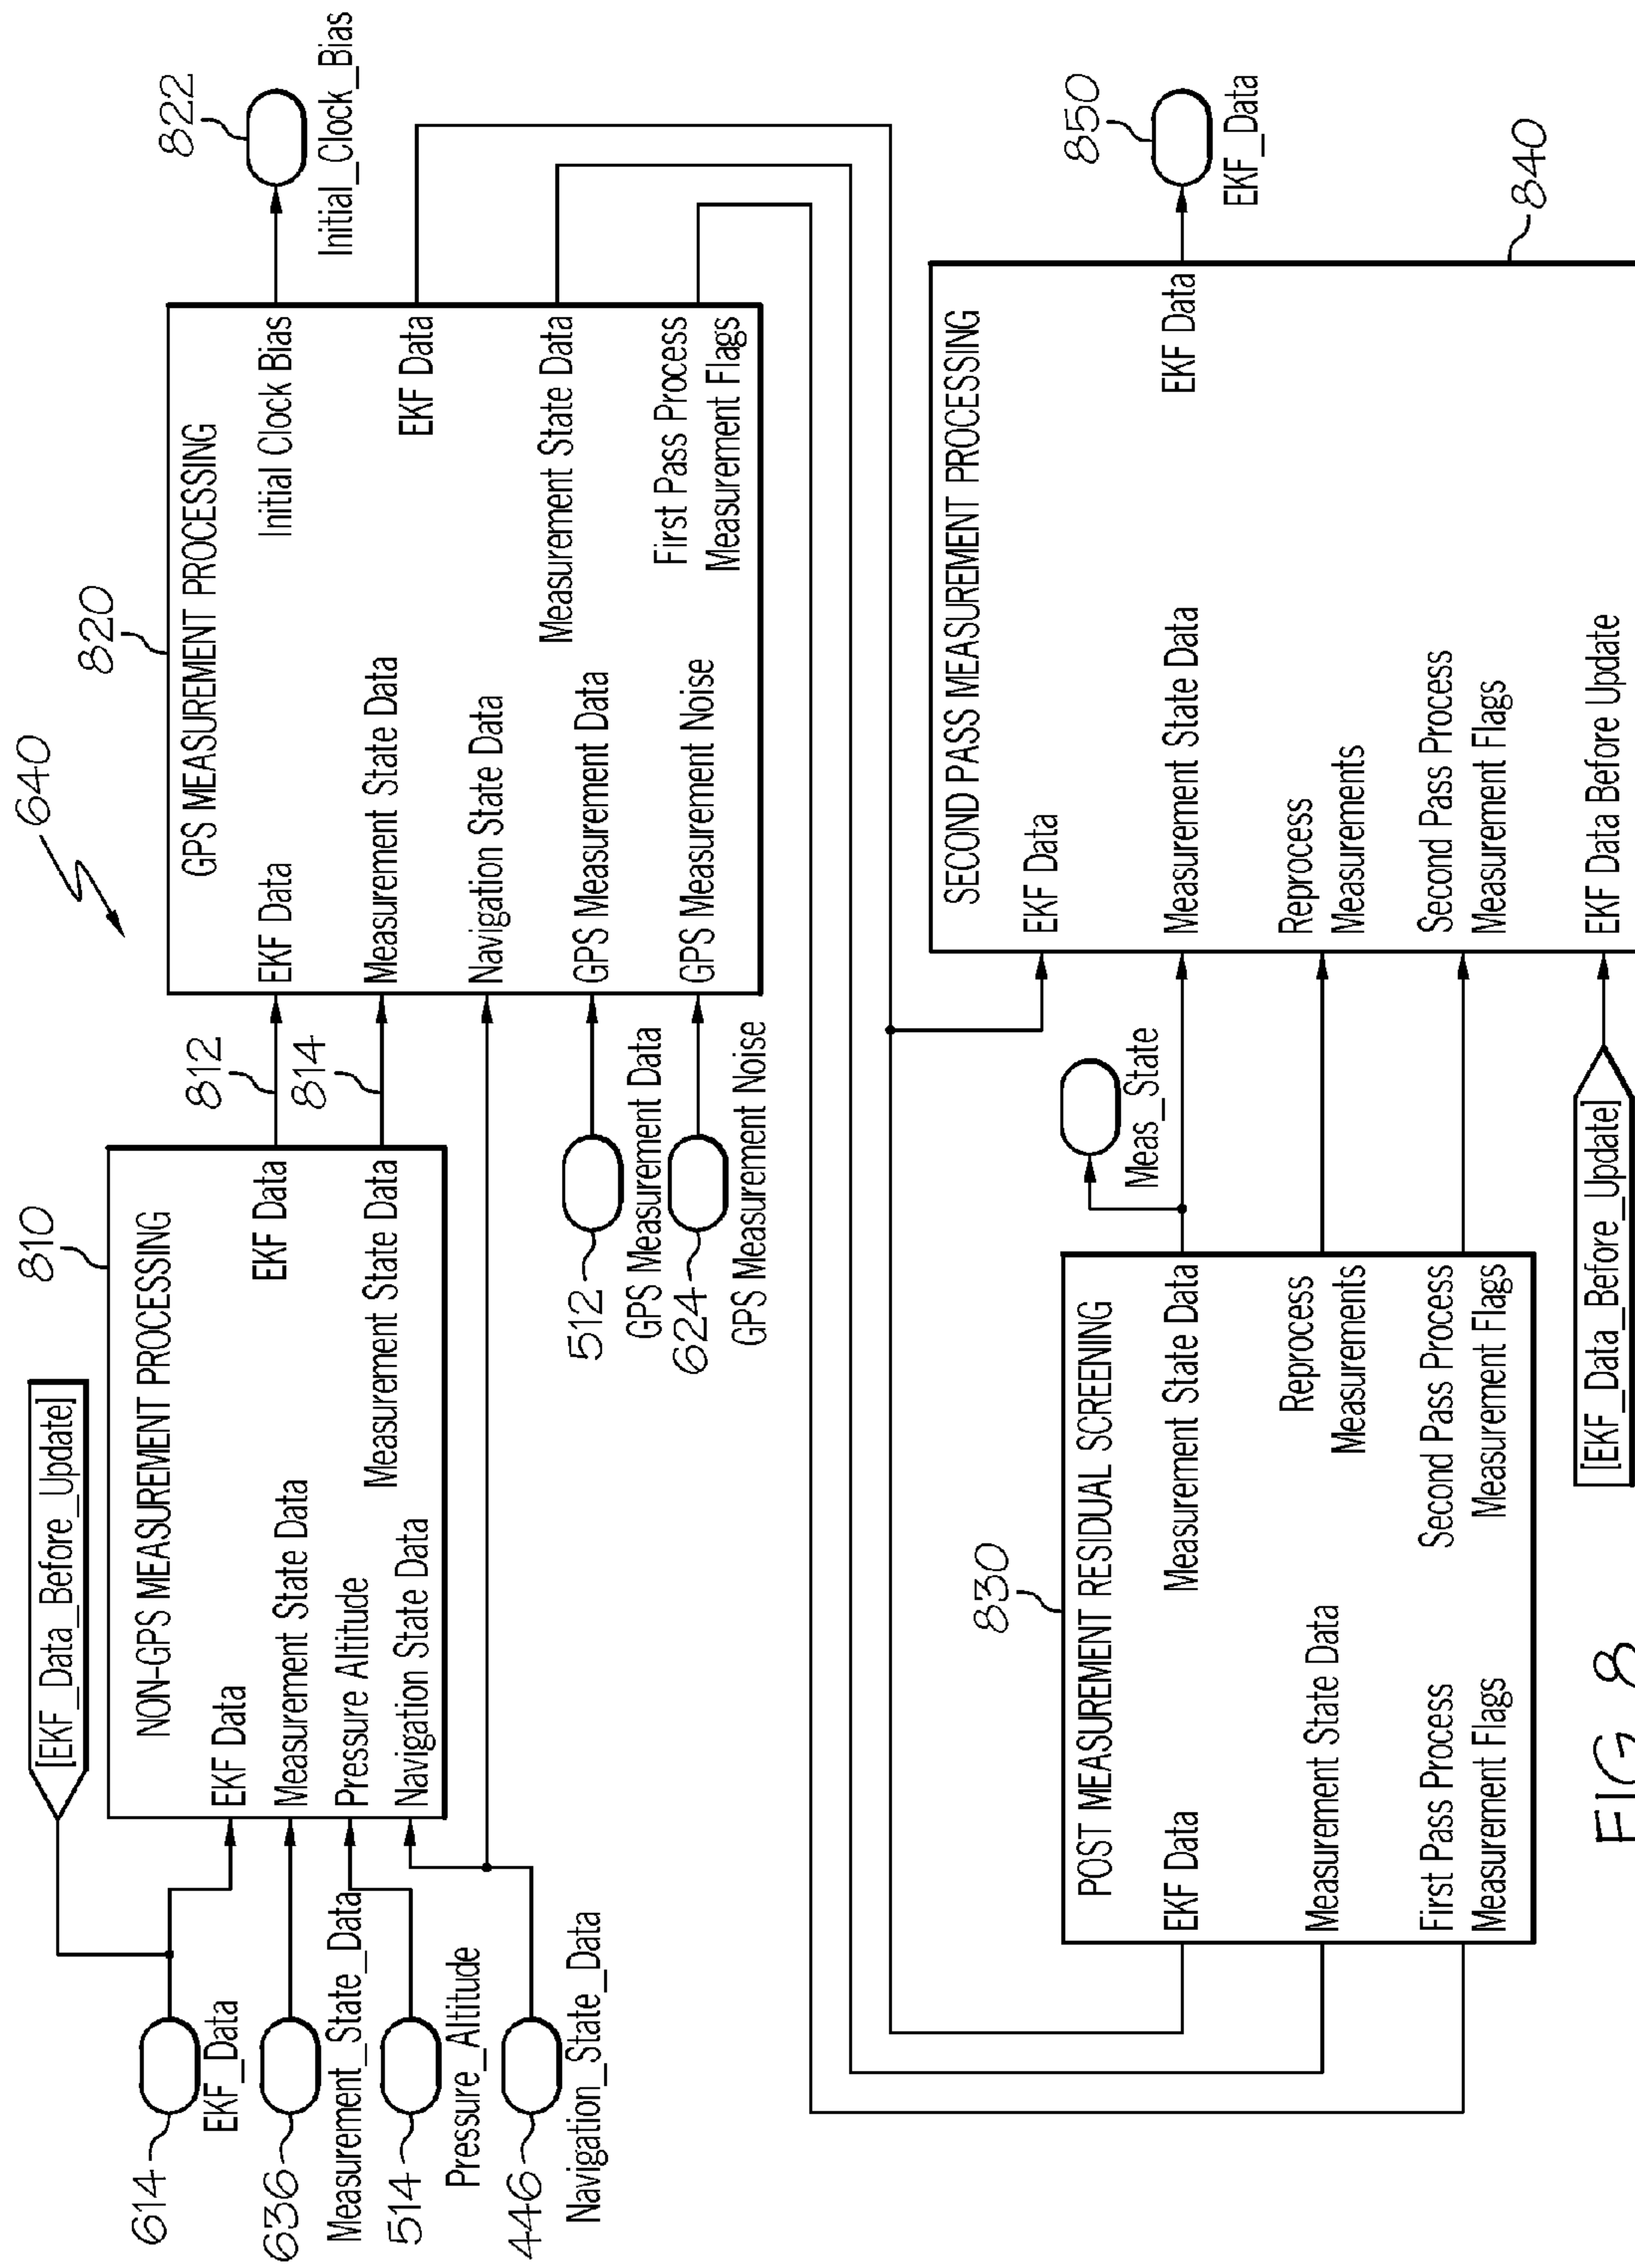 640
[EKF_Data_Before_Update]
614
EKF_Data
636
Measurement_State_Data
514
Pressure_Altitude
446
Navigation_State_Data
810
NON-GPS MEASUREMENT PROCESSING
EKF Data
Measurement State Data
Pressure Altitude
Navigation State Data
EKF Data
Measurement State Data
812
814
512
GPS Measurement Data
624
GPS Measurement Noise
820
GPS MEASUREMENT PROCESSING
EKF Data
Measurement State Data
Navigation State Data
GPS Measurement Data
GPS Measurement Noise
Initial Clock Bias
EKF Data
Measurement State Data
First Pass Process
Measurement Flags
822
Initial_Clock_Bias
830
POST MEASUREMENT RESIDUAL SCREENING
EKF Data
Measurement State Data
First Pass Process
Measurement Flags
Measurement State Data
Reprocess
Measurements
Second Pass Process
Measurement Flags
Meas_State
[EKF_Data_Before_Update]
SECOND PASS MEASUREMENT PROCESSING
EKF Data
Measurement State Data
Reprocess
Measurements
Second Pass Process
Measurement Flags
EKF Data Before Update
EKF Data
850
EKF_Data
840
FIG. 8